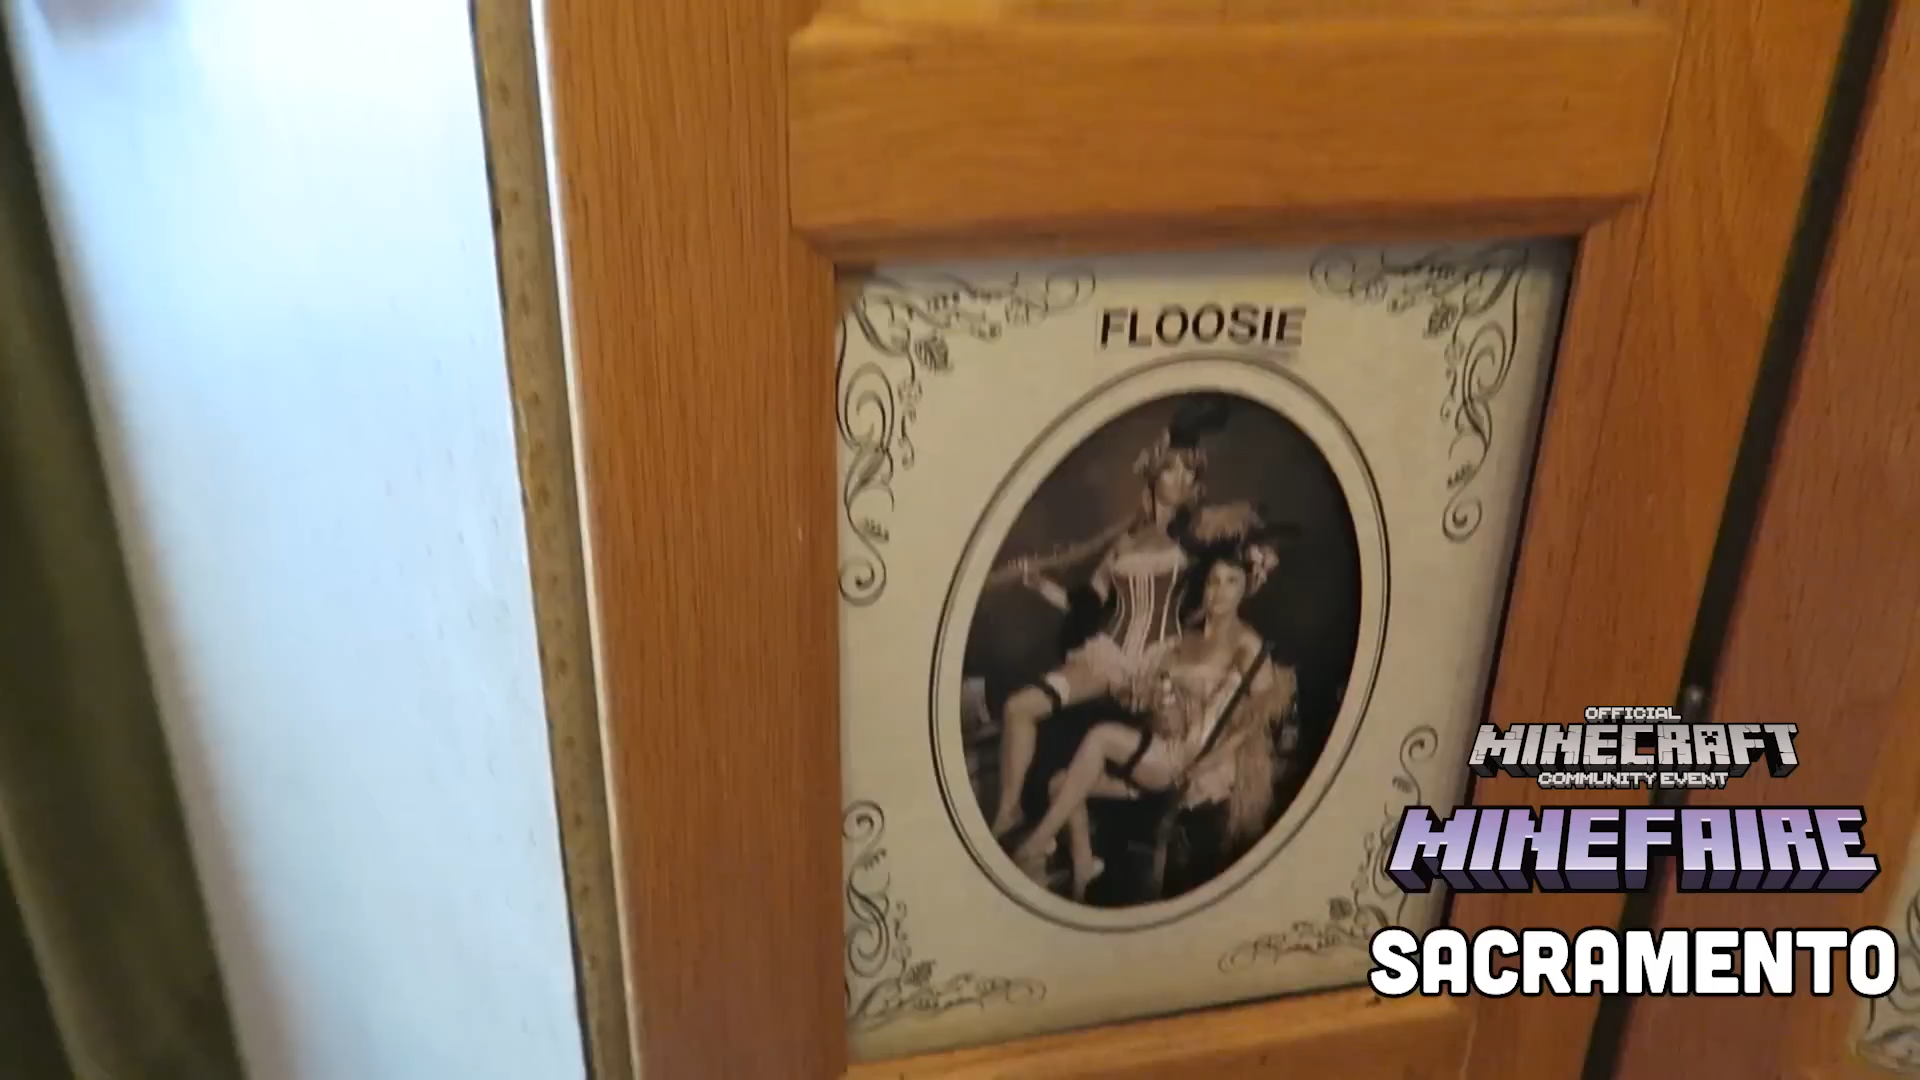 FLOOSIE
OFFICIAL
MINECRAFT
COMMUNITY EVENT
MINEFAIRE
SACRAMENTO